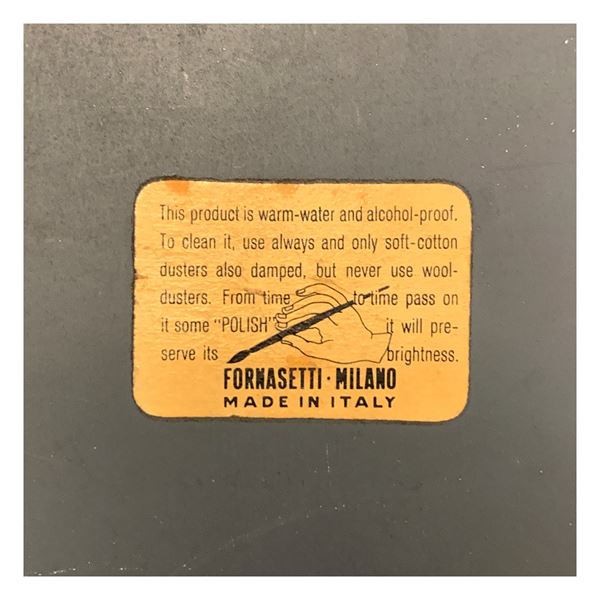 This product is warm-water and alcohol-proof.
To clean it, use always and only soft-cotton
dusters also damped, but never use wool-
dusters. From time to time pass on
it some "POLISH" it will pre-
serve its brightness.
FORNASETTI · MILANO
MADE IN ITALY